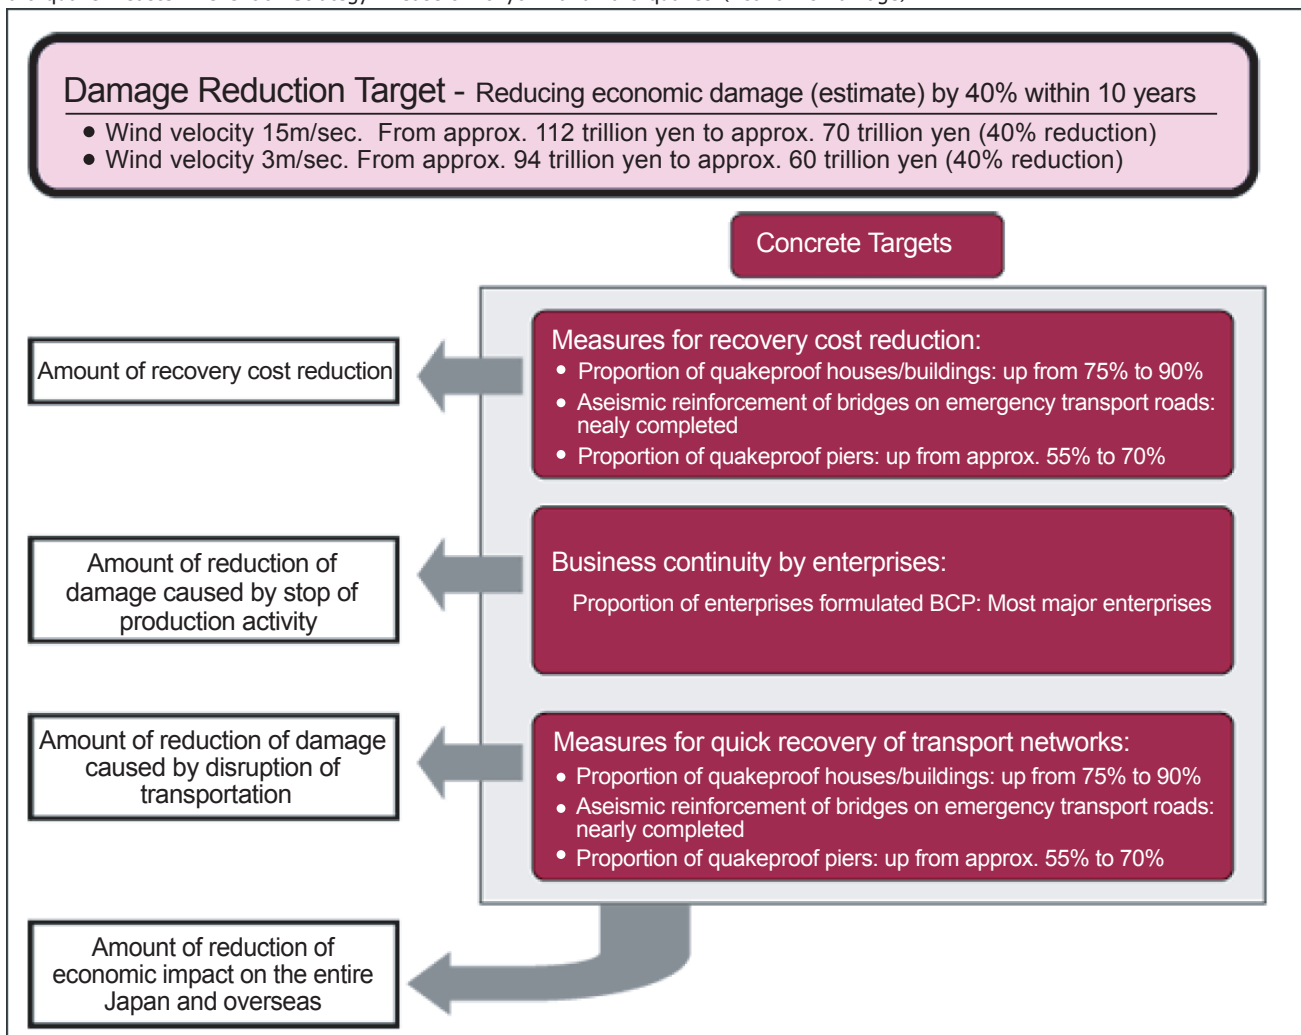 Damage Reduction Target - Reducing economic damage (estimate) by 40% within 10 years
• Wind velocity 15m/sec. From approx. 112 trillion yen to approx. 70 trillion yen (40% reduction)
• Wind velocity 3m/sec. From approx. 94 trillion yen to approx. 60 trillion yen (40% reduction)
Concrete Targets
Amount of recovery cost reduction
Measures for recovery cost reduction:
• Proportion of quakeproof houses/buildings: up from 75% to 90%
• Aseismic reinforcement of bridges on emergency transport roads:
nealy completed
• Proportion of quakeproof piers: up from approx. 55% to 70%
Amount of reduction of
damage caused by stop of
production activity
Business continuity by enterprises:
Proportion of enterprises formulated BCP: Most major enterprises
Amount of reduction of damage
caused by disruption of
transportation
Measures for quick recovery of transport networks:
• Proportion of quakeproof houses/buildings: up from 75% to 90%
• Aseismic reinforcement of bridges on emergency transport roads:
nearly completed
• Proportion of quakeproof piers: up from approx. 55% to 70%
Amount of reduction of
economic impact on the entire
Japan and overseas